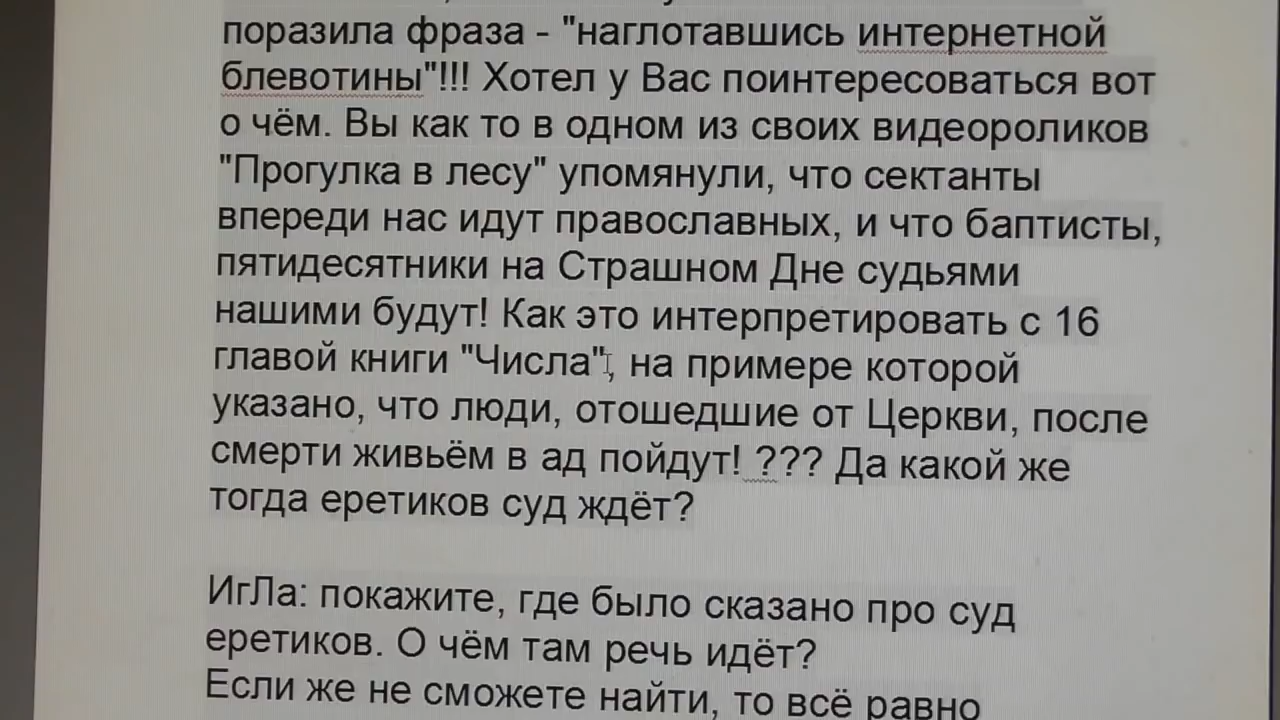 поразила фраза - "наглотавшись интернетной
блевотины"!!! Хотел у Вас поинтересоваться вот
о чём. Вы как то в одном из своих видеороликов
"Прогулка в лесу" упомянули, что сектанты
впереди нас идут православных, и что баптисты,
пятидесятники на Страшном Дне судьями
нашими будут! Как это интерпретировать с 16
главой книги "Числа", на примере которой
указано, что люди, отошедшие от Церкви, после
смерти живьём в ад пойдут! ??? Да какой же
тогда еретиков суд ждёт?
ИгЛа: покажите, где было сказано про суд
еретиков. О чём там речь идёт?
Если же не сможете найти, то всё равно